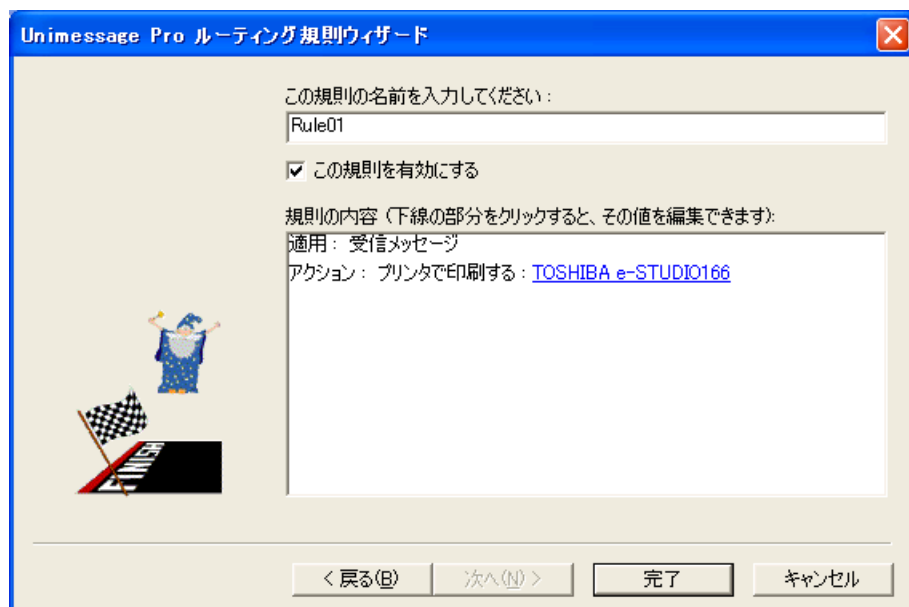 Unimessage Pro ルーティング規則ウィザード
この規則の名前を入力してください:
Rule01
この規則を有効にする
規則の内容 (下線の部分をクリックすると、その値を編集できます):
適用: 受信メッセージ
アクション: プリンタで印刷する: TOSHIBA e-STUDIO166
FINISH
< 戻る(B) 次へ(N) > 完了 キャンセル